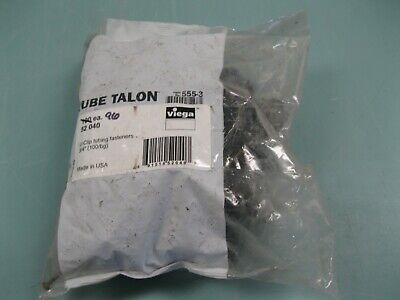 UBE TALON
555-3
100 ea. 96
52 040
viega
U-Clip tubing fasteners
3/4" (100/bg)
Made in USA